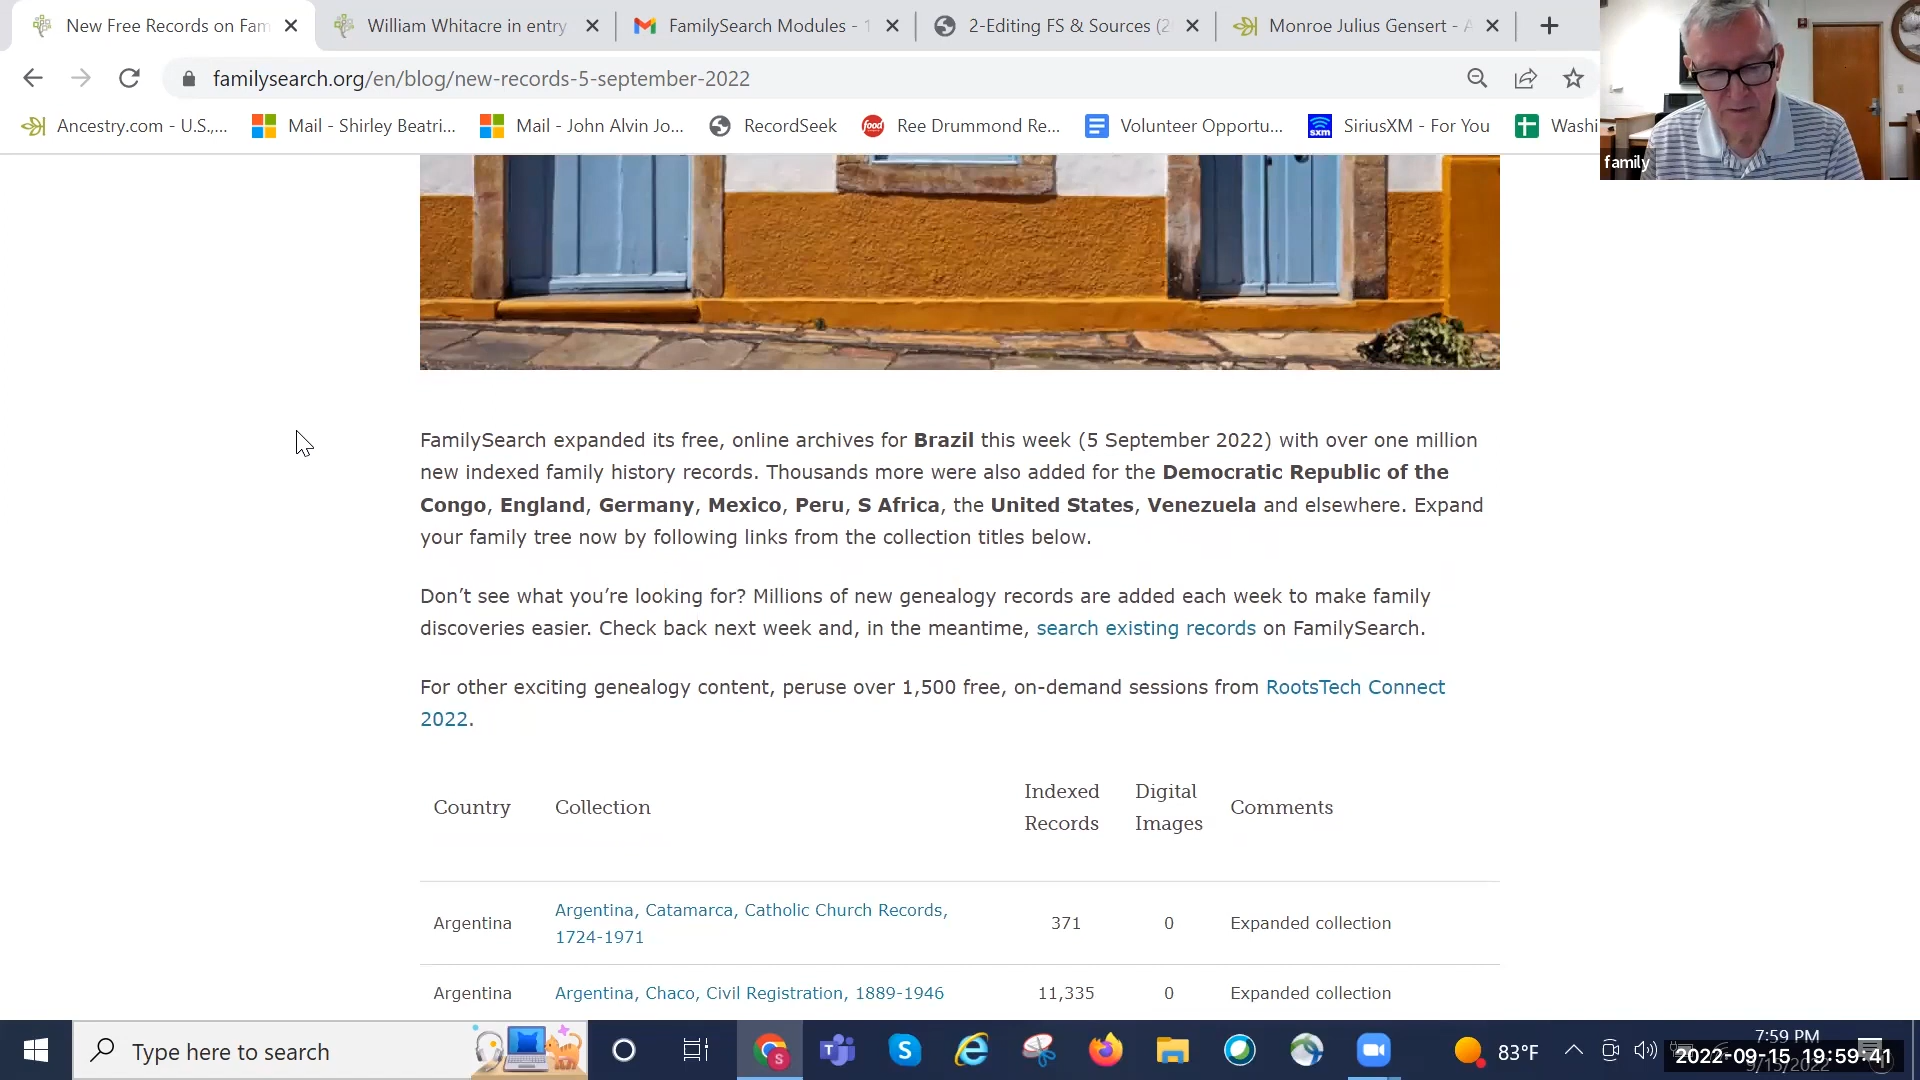 New Free Records on Fam
William Whitacre in entry
FamilySearch Modules - 1
2-Editing FS & Sources (2
Monroe Julius Gensert - A
familysearch.org/en/blog/new-records-5-september-2022
Ancestry.com - U.S.,...
Mail - Shirley Beatri...
Mail - John Alvin Jo...
RecordSeek
food
Ree Drummond Re...
Volunteer Opportu...
sxm
SiriusXM - For You
Washi
family
FamilySearch expanded its free, online archives for Brazil this week (5 September 2022) with over one million
new indexed family history records. Thousands more were also added for the Democratic Republic of the
Congo, England, Germany, Mexico, Peru, S Africa, the United States, Venezuela and elsewhere. Expand
your family tree now by following links from the collection titles below.
Don’t see what you’re looking for? Millions of new genealogy records are added each week to make family
discoveries easier. Check back next week and, in the meantime, search existing records on FamilySearch.
For other exciting genealogy content, peruse over 1,500 free, on-demand sessions from RootsTech Connect
2022.
Country Collection Indexed Records Digital Images Comments
Argentina Argentina, Catamarca, Catholic Church Records, 371 0 Expanded collection
1724-1971
Argentina Argentina, Chaco, Civil Registration, 1889-1946 11,335 0 Expanded collection
Type here to search
83°F
7:59 PM
2022-09-15 19:59:41
9/15/2022